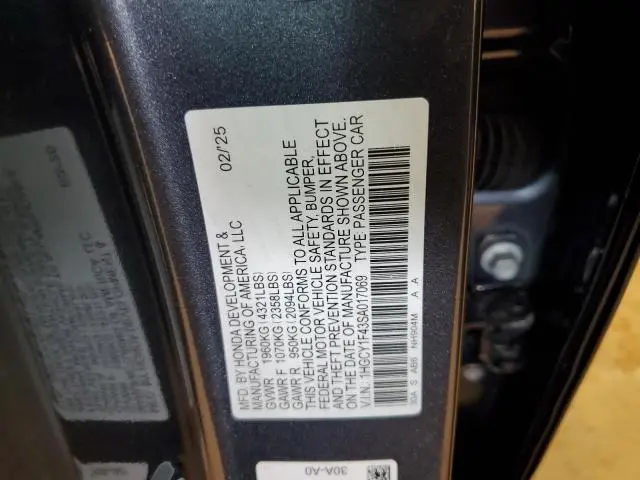 MFD. BY HONDA DEVELOPMENT & 02/'25
MANUFACTURING OF AMERICA, LLC
GVWR 1960KG(4321LBS)
GAWR F 1070KG(2358LBS)
GAWR R 950KG(2094LBS)
THIS VEHICLE CONFORMS TO ALL APPLICABLE
FEDERAL MOTOR VEHICLE SAFETY, BUMPER,
AND THEFT PREVENTION STANDARDS IN EFFECT
ON THE DATE OF MANUFACTURE SHOWN ABOVE.
V.I.N.: 1HGCY1F43SA017069 TYPE: PASSENGER CAR
30A S AB6 NH904M A A
30A-A0